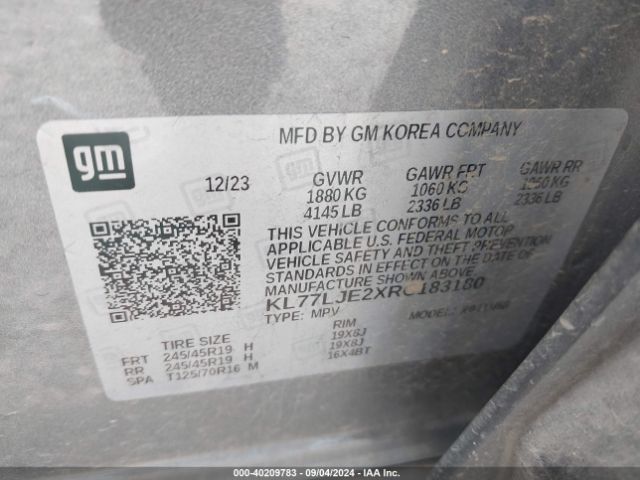 gm
MFD BY GM KOREA COMPANY
12/23 GVWR GAWR FRT GAWR RR
1880 KG 1060 KG 1060 KG
4145 LB 2336 LB 2336 LB
THIS VEHICLE CONFORMS TO ALL
APPLICABLE U.S. FEDERAL MOTOR
VEHICLE SAFETY AND THEFT PREVENTION
STANDARDS IN EFFECT ON THE DATE OF
MANUFACTURE SHOWN ABOVE.
KL77LJE2XRC183180
TYPE: MPV MODEL:
TIRE SIZE RIM
FRT 245/45R19 H 19X8J
RR 245/45R19 H 19X8J
SPA T125/70R16 M 16X4BT
000-40209783 - 09/04/2024 - IAA Inc.